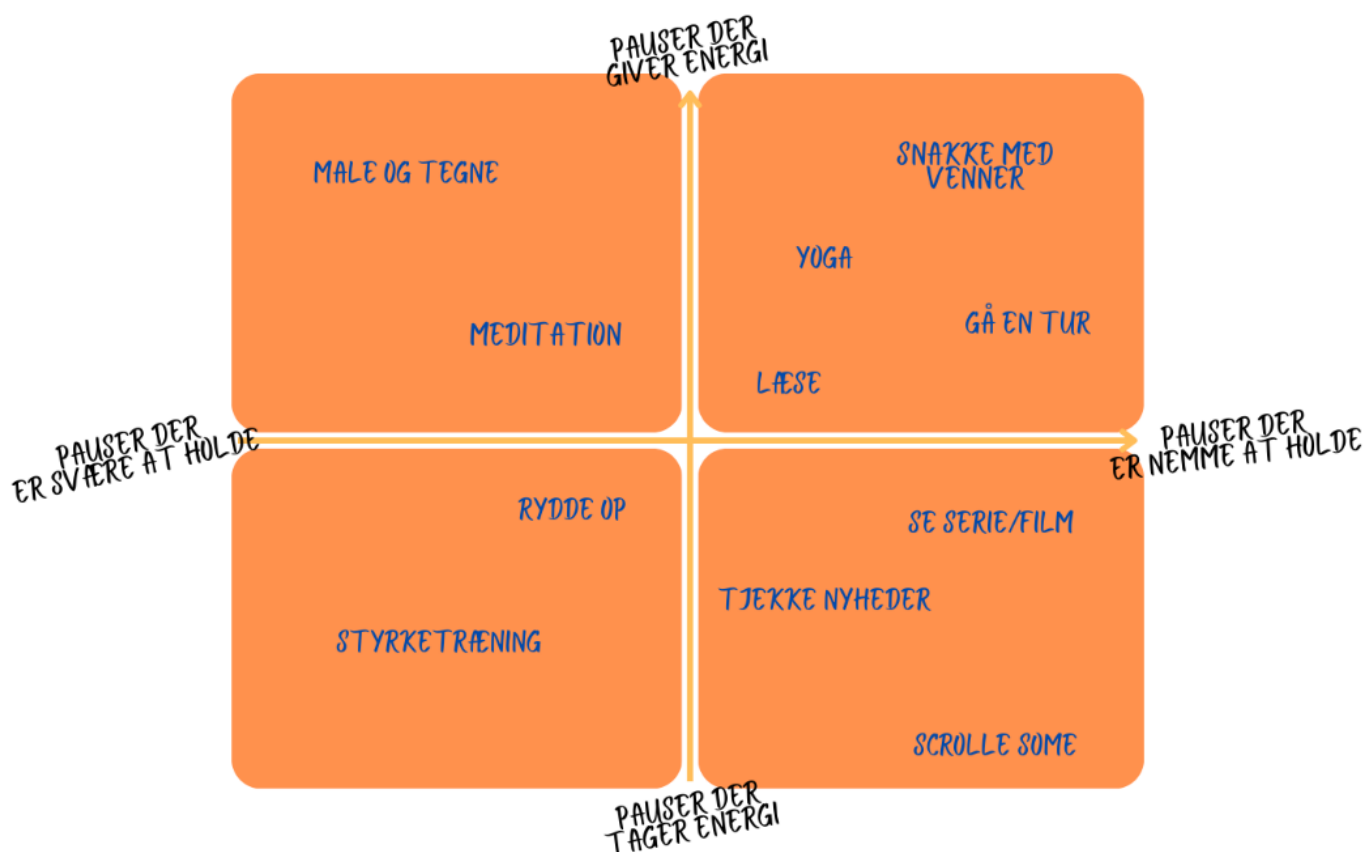 PAUSER DER
GIVER ENERGI
MALE OG TEGNE
SNAKKE MED
VENNER
YOGA
GÅ EN TUR
MEDITATION
LÆSE
PAUSER DER
ER SVÆRE AT HOLDE
PAUSER DER
ER NEMME AT HOLDE
RYDDE OP
SE SERIE/FILM
TJEKKE NYHEDER
STYRKETRÆNING
SCROLLE SOME
PAUSER DER
TAGER ENERGI